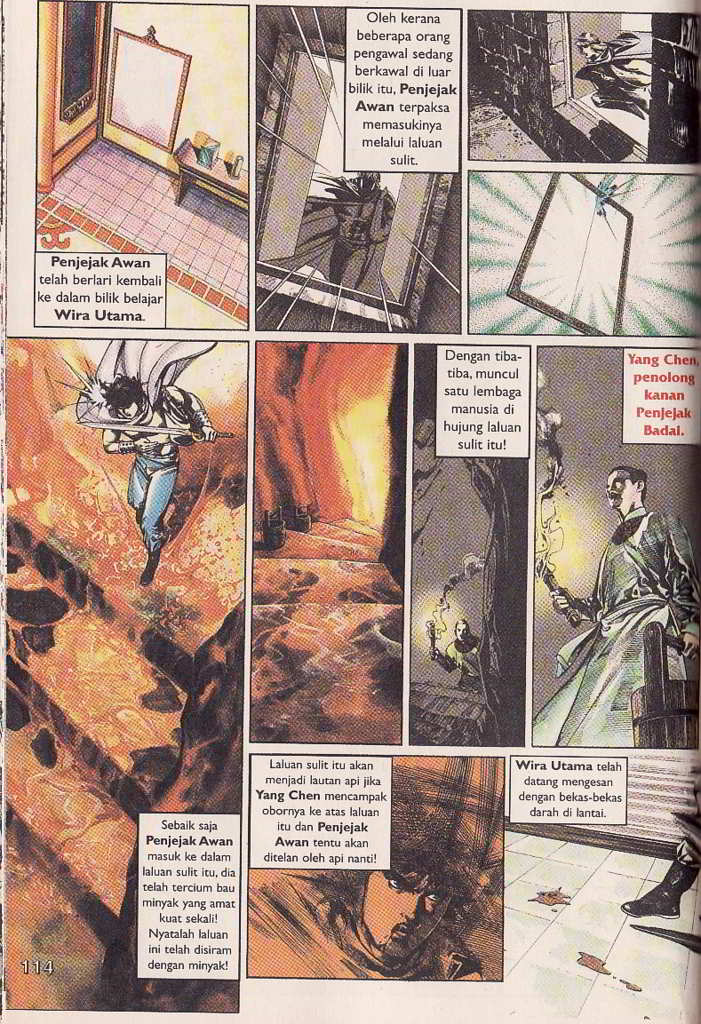 Penjejak Awan
telah berlari kembali
ke dalam bilik belajar
Wira Utama.
Oleh kerana
beberapa orang
pengawal sedang
berkawal di luar
bilik itu, Penjejak
Awan terpaksa
memasukinya
melalui laluan
sulit.
Sebaik saja
Penjejak Awan
masuk ke dalam
laluan sulit itu, dia
telah tercium bau
minyak yang amat
kuat sekali!
Nyatalah laluan
ini telah disiram
dengan minyak!
Dengan tiba-
tiba, muncul
satu lembaga
manusia di
hujung laluan
sulit itu!
Yang Chen,
penolong
kanan
Penjejak
Badai.
Laluan sulit itu akan
menjadi lautan api jika
Yang Chen mencampak
obornya ke atas laluan
itu dan Penjejak
Awan tentu akan
ditelan oleh api nanti!
Wira Utama telah
datang mengesan
dengan bekas-bekas
darah di lantai.
114